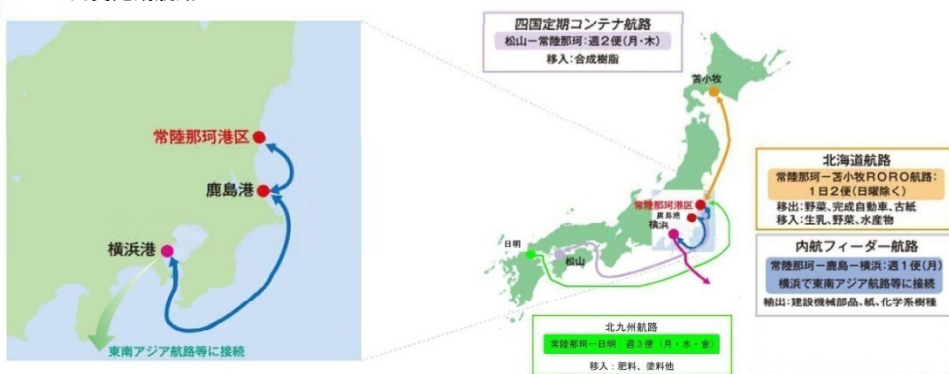 常陸那珂港区
鹿島港
横浜港
東南アジア航路等に接続
四国定期コンテナ航路
松山ー常陸那珂:週2便(月・木)
移入:合成樹脂
苫小牧
常陸那珂港区
鹿島港
横浜
日明
松山
北海道航路
常陸那珂ー苫小牧RORO航路:
1日2便(日曜除く)
移出:野菜、完成自動車、古紙
移入:生乳、野菜、水産物
内航フィーダー航路
常陸那珂ー鹿島ー横浜:週1便(月)
横浜で東南アジア航路等に接続
輸出:建設機械部品、紙、化学系樹種
北九州航路
常陸那珂ー日明:週3便(月・水・金)
移入:肥料、塗料他